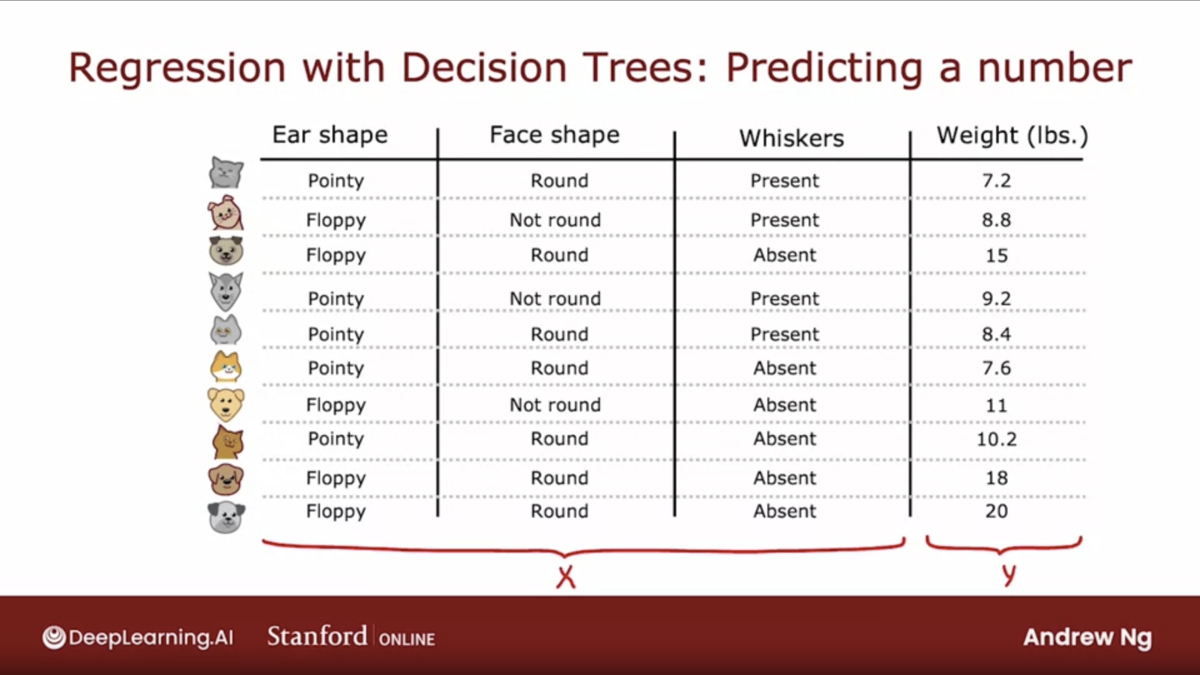 Regression with Decision Trees: Predicting a number
Ear shape Face shape Whiskers Weight (lbs.)
Pointy Round Present 7.2
Floppy Not round Present 8.8
Floppy Round Absent 15
Pointy Not round Present 9.2
Pointy Round Present 8.4
Pointy Round Absent 7.6
Floppy Not round Absent 11
Pointy Round Absent 10.2
Floppy Round Absent 18
Floppy Round Absent 20
X y
DeepLearning.AI Stanford ONLINE Andrew Ng